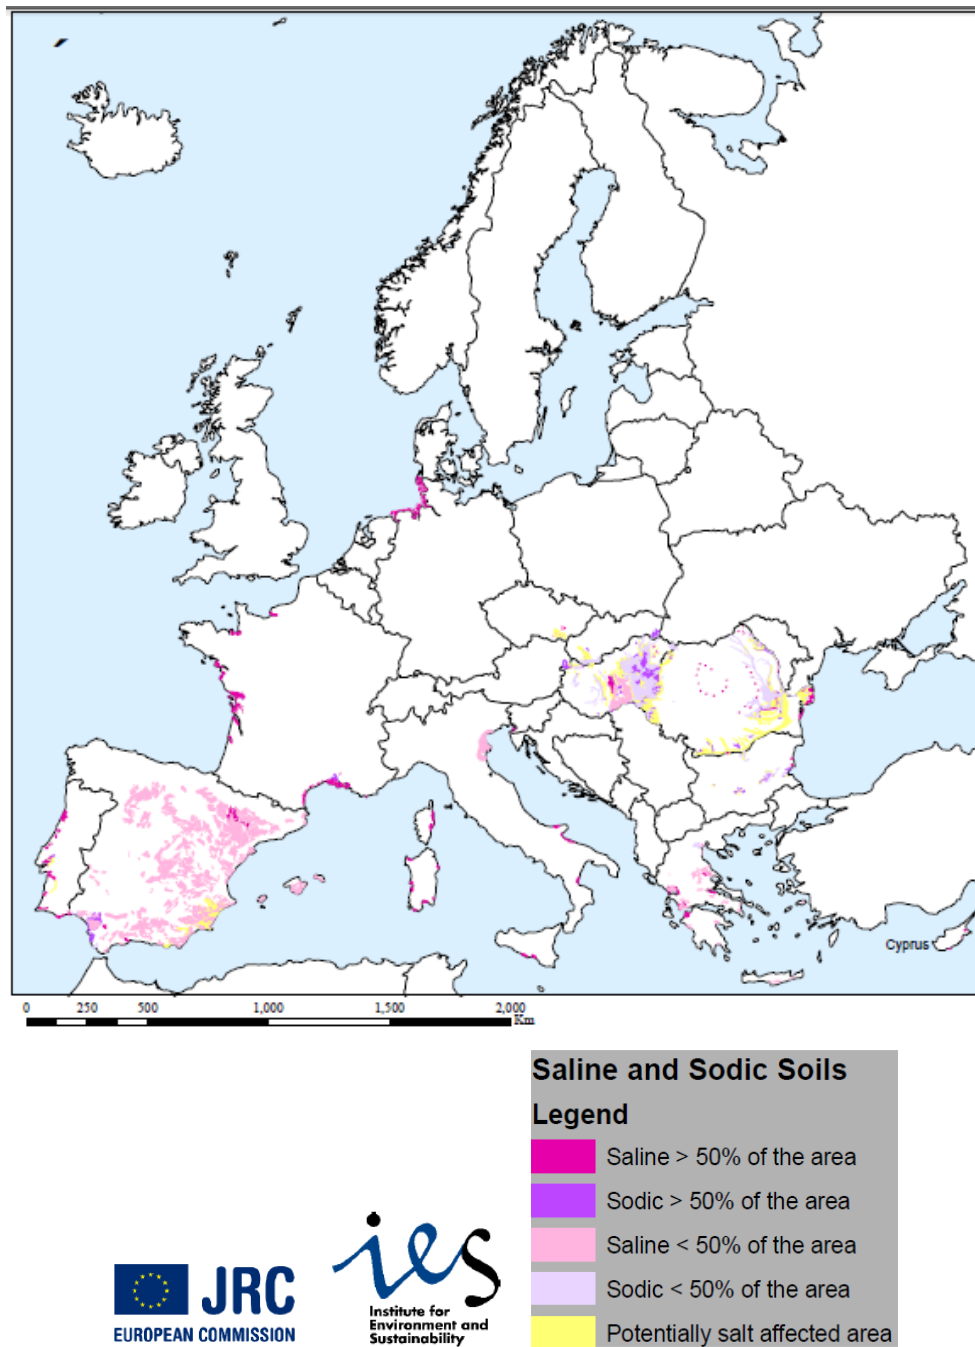 Cyprus
0 250 500 1,000 1,500 2,000
Km
Saline and Sodic Soils
Legend
Saline > 50% of the area
Sodic > 50% of the area
Saline < 50% of the area
Sodic < 50% of the area
Potentially salt affected area
JRC
EUROPEAN COMMISSION
ies
Institute for
Environment and
Sustainability